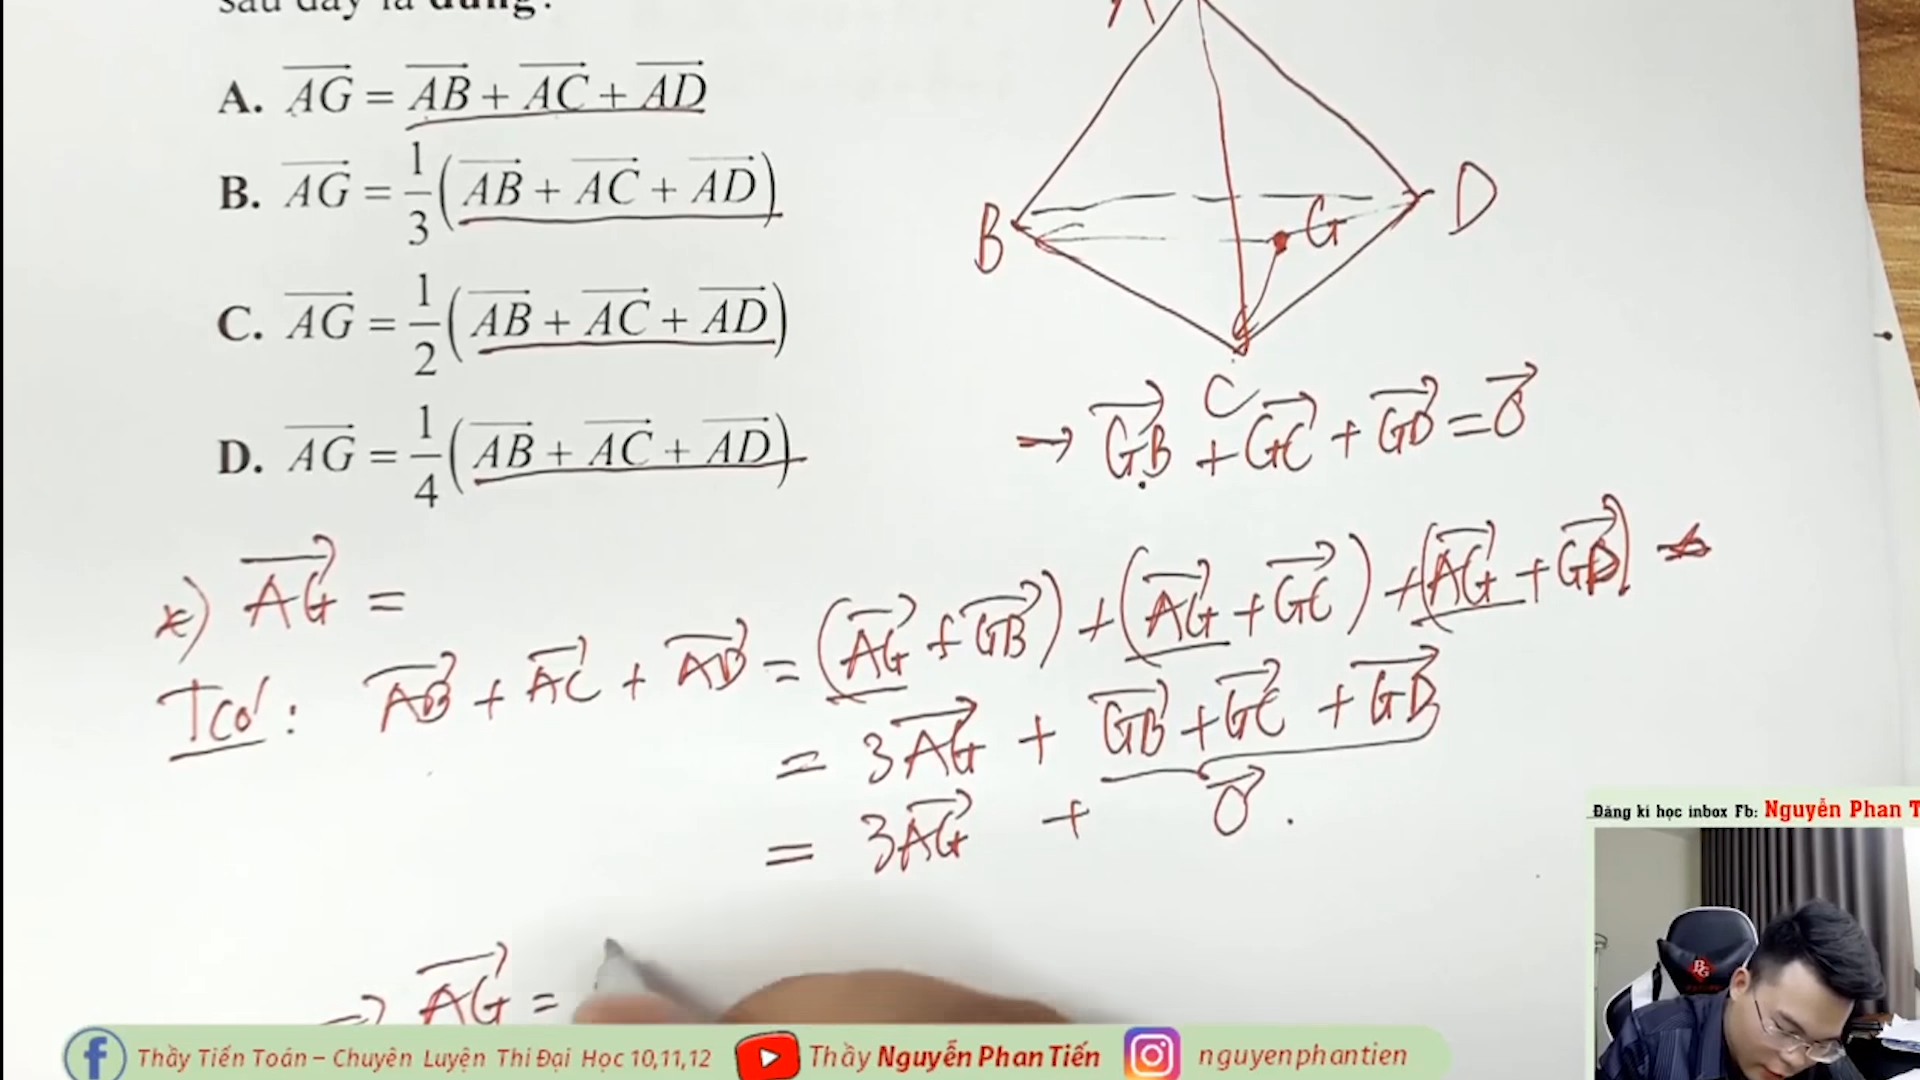 sau đây là đúng?
A. \overrightarrow{AG} = \overrightarrow{AB} + \overrightarrow{AC} + \overrightarrow{AD}
B. \overrightarrow{AG} = \frac{1}{3}(\overrightarrow{AB} + \overrightarrow{AC} + \overrightarrow{AD})
C. \overrightarrow{AG} = \frac{1}{2}(\overrightarrow{AB} + \overrightarrow{AC} + \overrightarrow{AD})
D. \overrightarrow{AG} = \frac{1}{4}(\overrightarrow{AB} + \overrightarrow{AC} + \overrightarrow{AD})
A
B
G
D
C
→ \overrightarrow{GB} + \overrightarrow{GC} + \overrightarrow{GD} = \overrightarrow{0}
*) \overrightarrow{AG} =
Tcó: \overrightarrow{AB} + \overrightarrow{AC} + \overrightarrow{AD} = (\overrightarrow{AG} + \overrightarrow{GB}) + (\overrightarrow{AG} + \overrightarrow{GC}) + (\overrightarrow{AG} + \overrightarrow{GD})
= 3\overrightarrow{AG} + \overrightarrow{GB} + \overrightarrow{GC} + \overrightarrow{GD}
= 3\overrightarrow{AG} + \overrightarrow{0}.
→ \overrightarrow{AG} =
Đăng kí học inbox Fb: Nguyễn Phan T
Thầy Tiến Toán – Chuyên Luyện Thi Đại Học 10,11,12
Thầy Nguyễn Phan Tiến
nguyenphantien